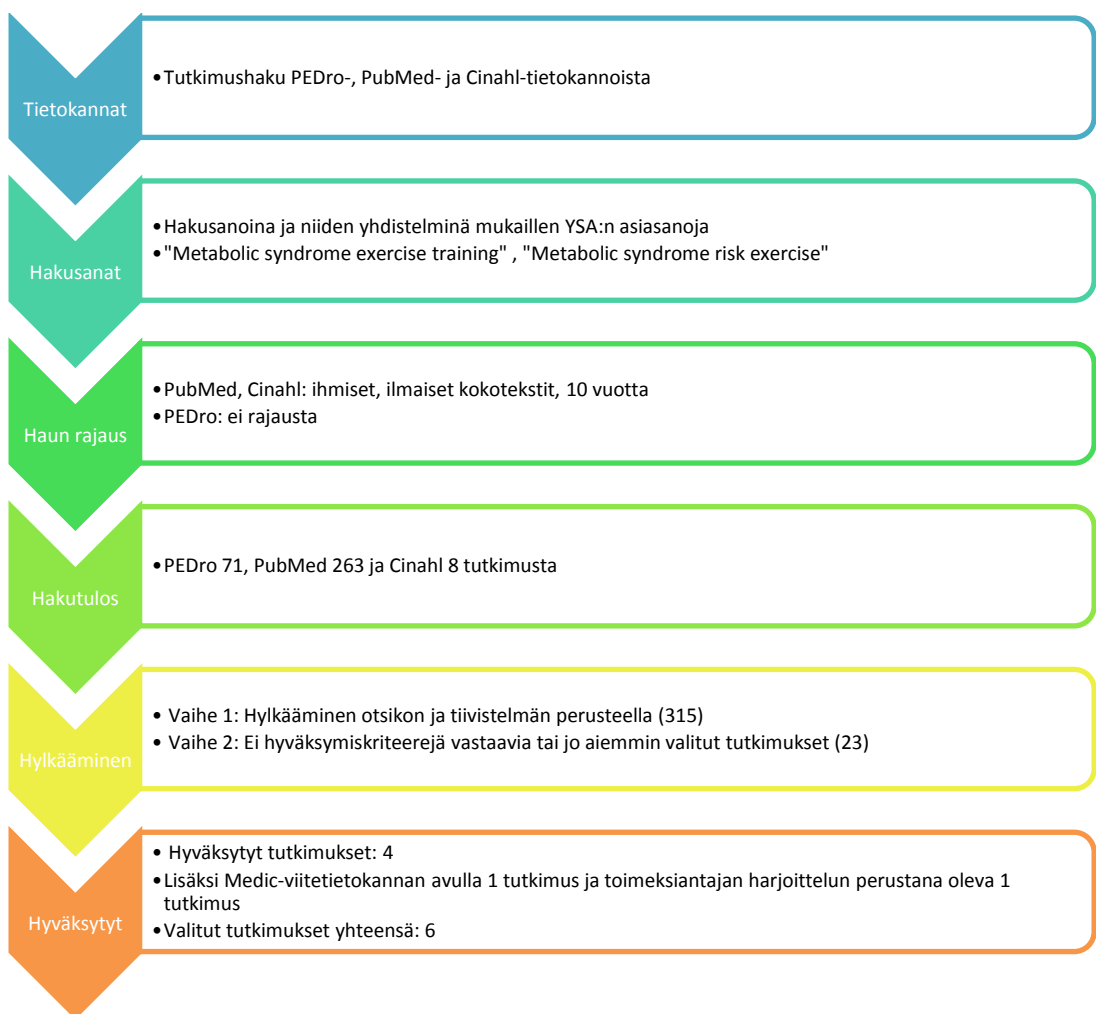 Tietokannat
•Tutkimushaku PEDro-, PubMed- ja Cinahl-tietokannoista
Hakusanat
•Hakusanoina ja niiden yhdistelminä mukaillen YSA:n asiasanoja
•"Metabolic syndrome exercise training" , "Metabolic syndrome risk exercise"
Haun rajaus
•PubMed, Cinahl: ihmiset, ilmaiset kokotekstit, 10 vuotta
•PEDro: ei rajausta
Hakutulos
•PEDro 71, PubMed 263 ja Cinahl 8 tutkimusta
Hylkääminen
• Vaihe 1: Hylkääminen otsikon ja tiivistelmän perusteella (315)
• Vaihe 2: Ei hyväksymiskriteerejä vastaavia tai jo aiemmin valitut tutkimukset (23)
Hyväksytyt
• Hyväksytyt tutkimukset: 4
•Lisäksi Medic-viitetietokannan avulla 1 tutkimus ja toimeksiantajan harjoittelun perustana oleva 1
tutkimus
•Valitut tutkimukset yhteensä: 6